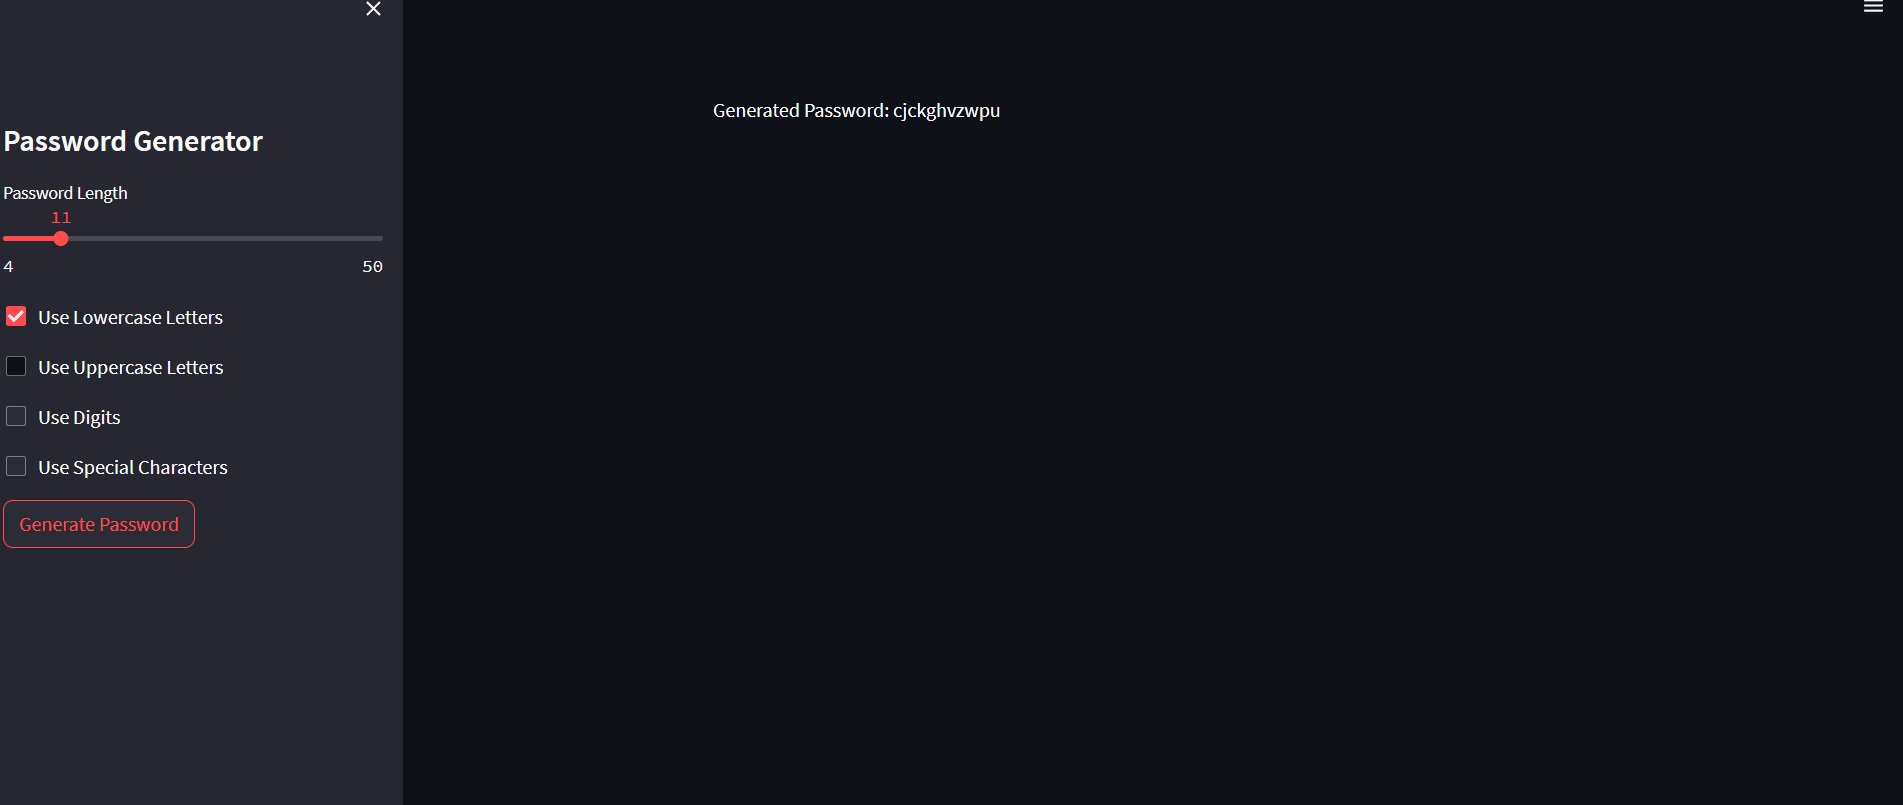 Password Generator
Password Length
11
4 50
Use Lowercase Letters
Use Uppercase Letters
Use Digits
Use Special Characters
Generate Password
Generated Password: cjckghvzwpu